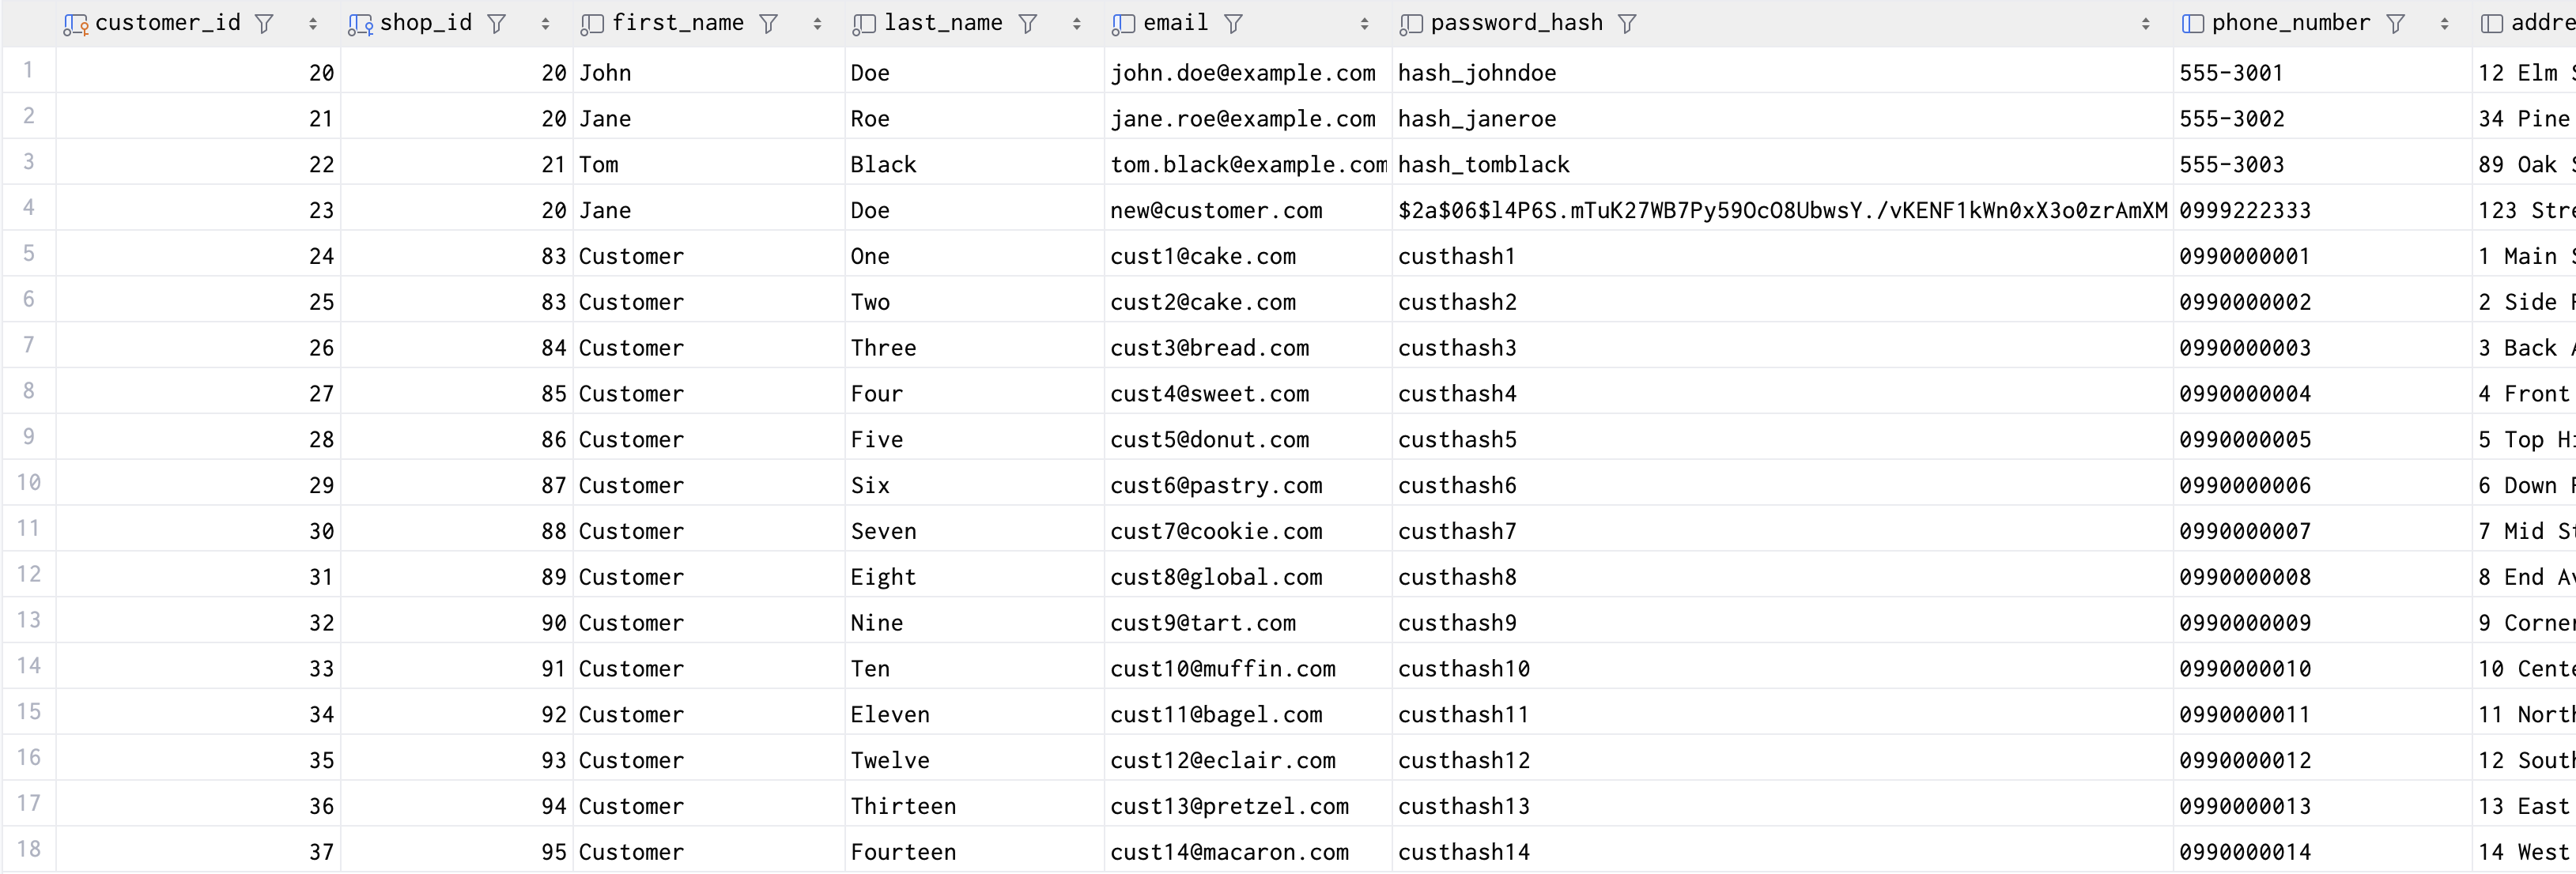 customer_id shop_id first_name last_name email password_hash phone_number addre
1 20 20 John Doe john.doe@example.com hash_johndoe 555-3001 12 Elm S
2 21 20 Jane Roe jane.roe@example.com hash_janeroe 555-3002 34 Pine
3 22 21 Tom Black tom.black@example.com hash_tomblack 555-3003 89 Oak S
4 23 20 Jane Doe new@customer.com $2a$06$l4P6S.mTuK27WB7Py59OcO8UbwsY./vKENF1kWn0xX3o0zrAmXM 0999222333 123 Stre
5 24 83 Customer One cust1@cake.com custhash1 0990000001 1 Main S
6 25 83 Customer Two cust2@cake.com custhash2 0990000002 2 Side R
7 26 84 Customer Three cust3@bread.com custhash3 0990000003 3 Back A
8 27 85 Customer Four cust4@sweet.com custhash4 0990000004 4 Front
9 28 86 Customer Five cust5@donut.com custhash5 0990000005 5 Top Hi
10 29 87 Customer Six cust6@pastry.com custhash6 0990000006 6 Down R
11 30 88 Customer Seven cust7@cookie.com custhash7 0990000007 7 Mid St
12 31 89 Customer Eight cust8@global.com custhash8 0990000008 8 End Av
13 32 90 Customer Nine cust9@tart.com custhash9 0990000009 9 Corner
14 33 91 Customer Ten cust10@muffin.com custhash10 0990000010 10 Cente
15 34 92 Customer Eleven cust11@bagel.com custhash11 0990000011 11 North
16 35 93 Customer Twelve cust12@eclair.com custhash12 0990000012 12 South
17 36 94 Customer Thirteen cust13@pretzel.com custhash13 0990000013 13 East
18 37 95 Customer Fourteen cust14@macaron.com custhash14 0990000014 14 West